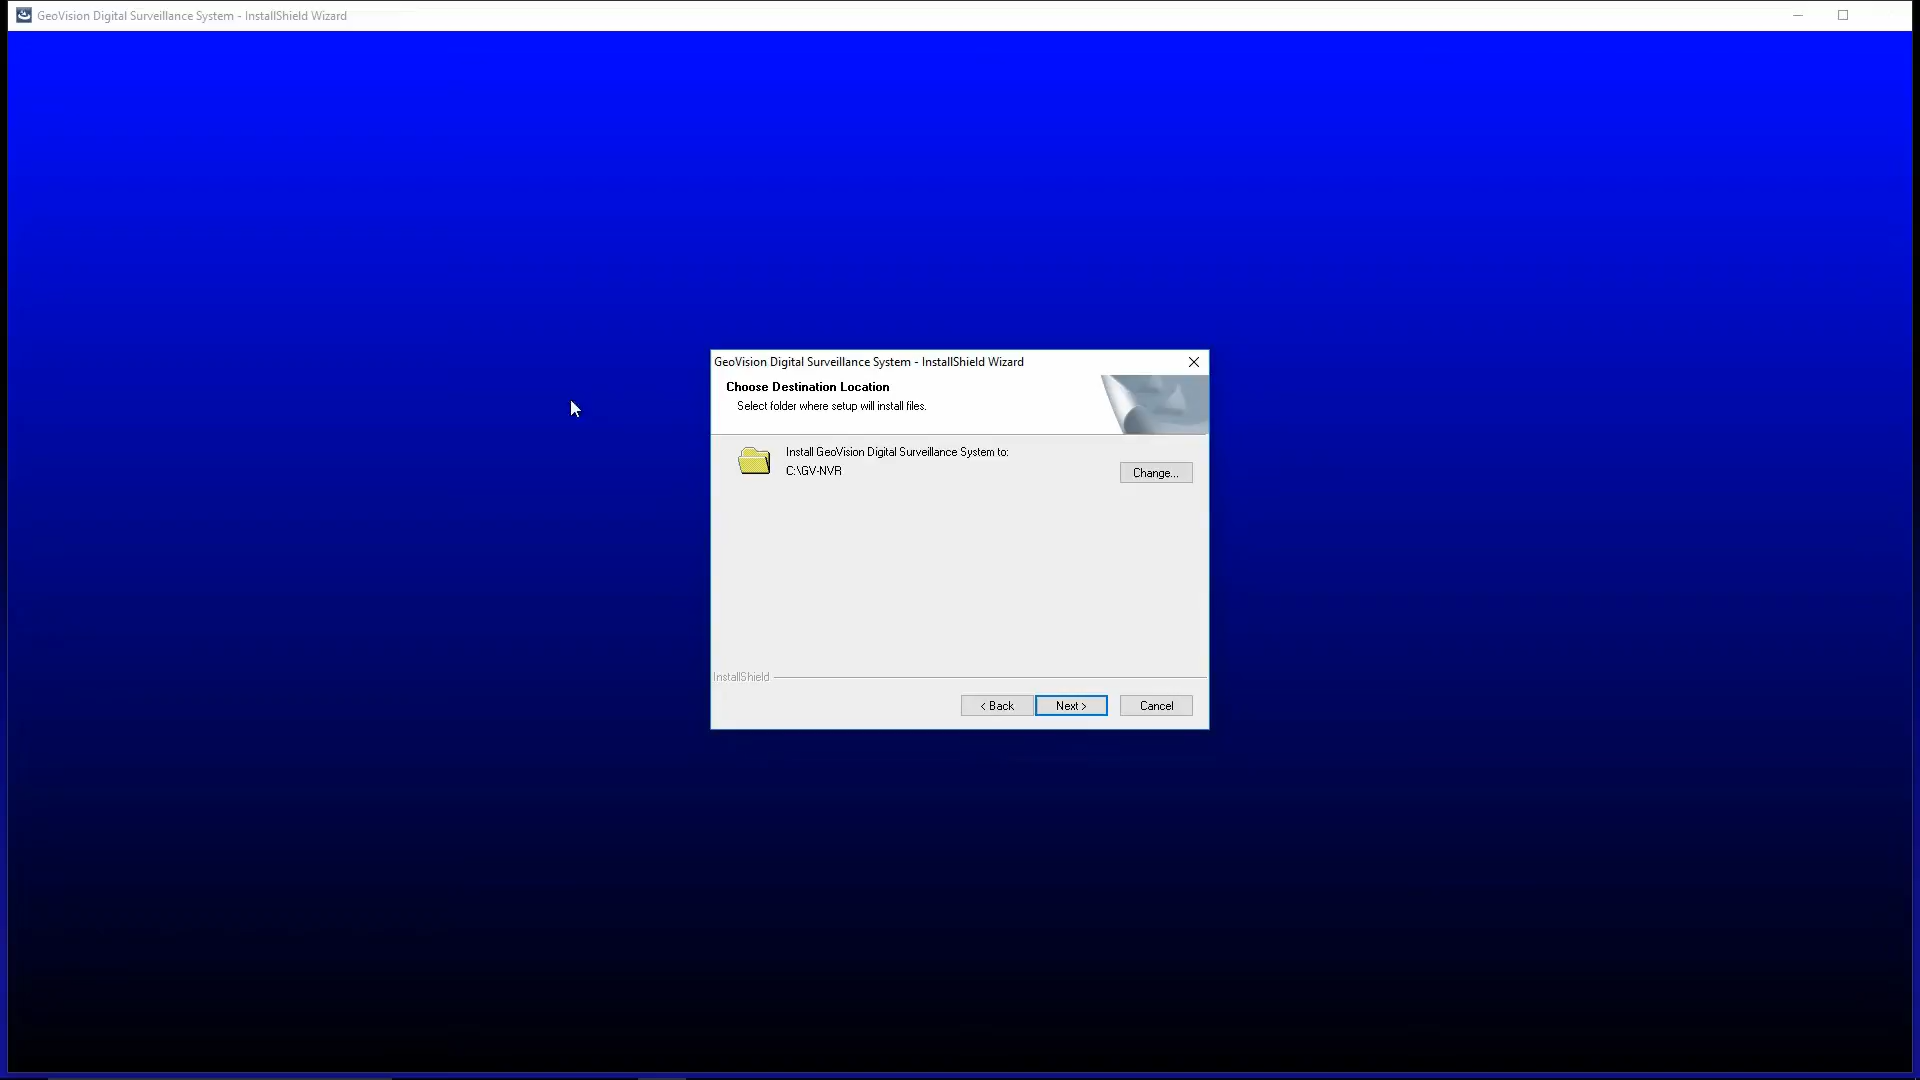 GeoVision Digital Surveillance System - InstallShield Wizard
GeoVision Digital Surveillance System - InstallShield Wizard
Choose Destination Location
Select folder where setup will install files.
Install GeoVision Digital Surveillance System to:
C:\GV-NVR
Change...
InstallShield
< Back
Next >
Cancel